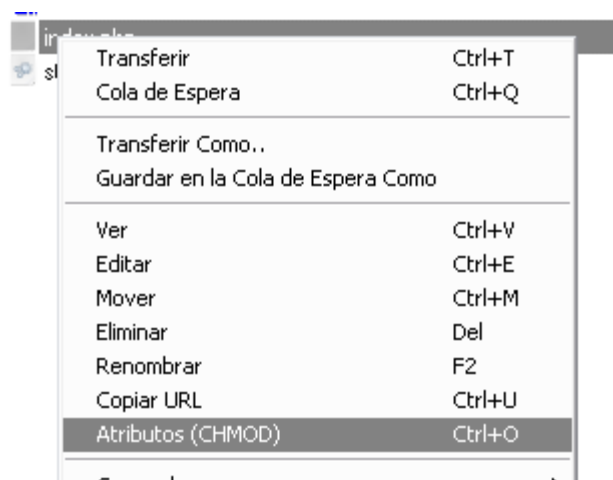 Transferir Ctrl+T
Cola de Espera Ctrl+Q
Transferir Como..
Guardar en la Cola de Espera Como
Ver Ctrl+V
Editar Ctrl+E
Mover Ctrl+M
Eliminar Del
Renombrar F2
Copiar URL Ctrl+U
Atributos (CHMOD) Ctrl+O